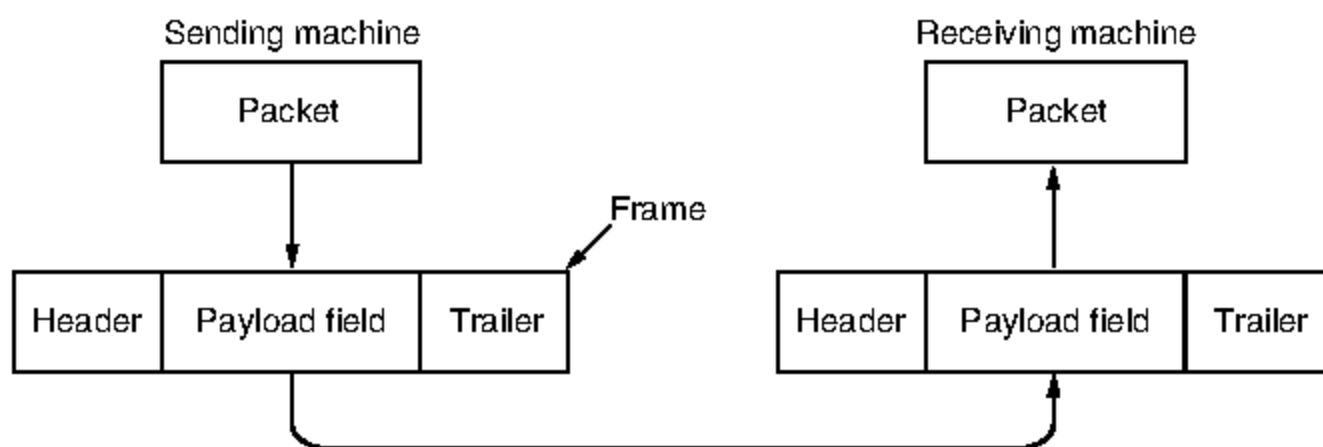 Sending machine
Receiving machine
Packet
Packet
Frame
Header
Payload field
Trailer
Header
Payload field
Trailer